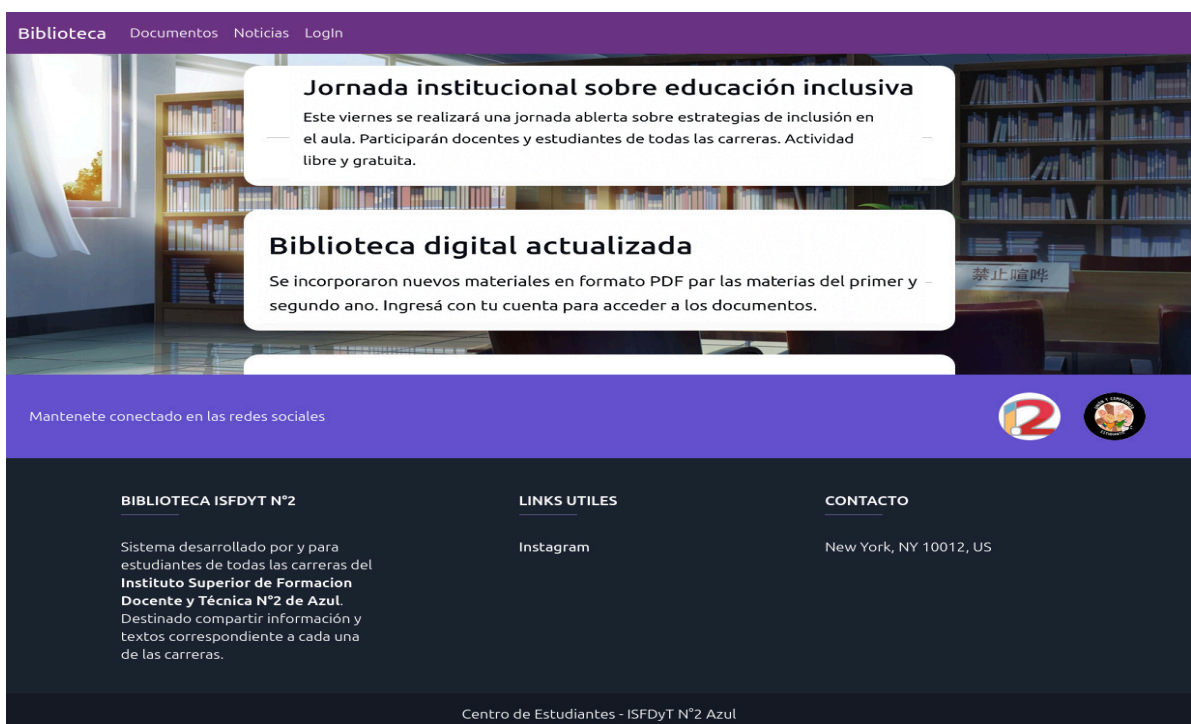 Biblioteca Documentos Noticias LogIn
Jornada institucional sobre educación inclusiva
Este viernes se realizará una jornada ablerta sobre estrategias de inclusión en
el aula. Participarán docentes y estudiantes de todas las carreras. Actividad
libre y gratuita.
Biblioteca digital actualizada
Se incorporaron nuevos materiales en formato PDF par las materias del primer y
segundo ano. Ingresá con tu cuenta para acceder a los documentos.
禁止喧哗
Mantenete conectado en las redes sociales
BIBLIOTECA ISFDYT N°2
Sistema desarrollado por y para
estudiantes de todas las carreras del
Instituto Superior de Formacion
Docente y Técnica N°2 de Azul.
Destinado compartir información y
textos correspondiente a cada una
de las carreras.
LINKS UTILES
Instagram
CONTACTO
New York, NY 10012, US
Centro de Estudiantes - ISFDyT N°2 Azul